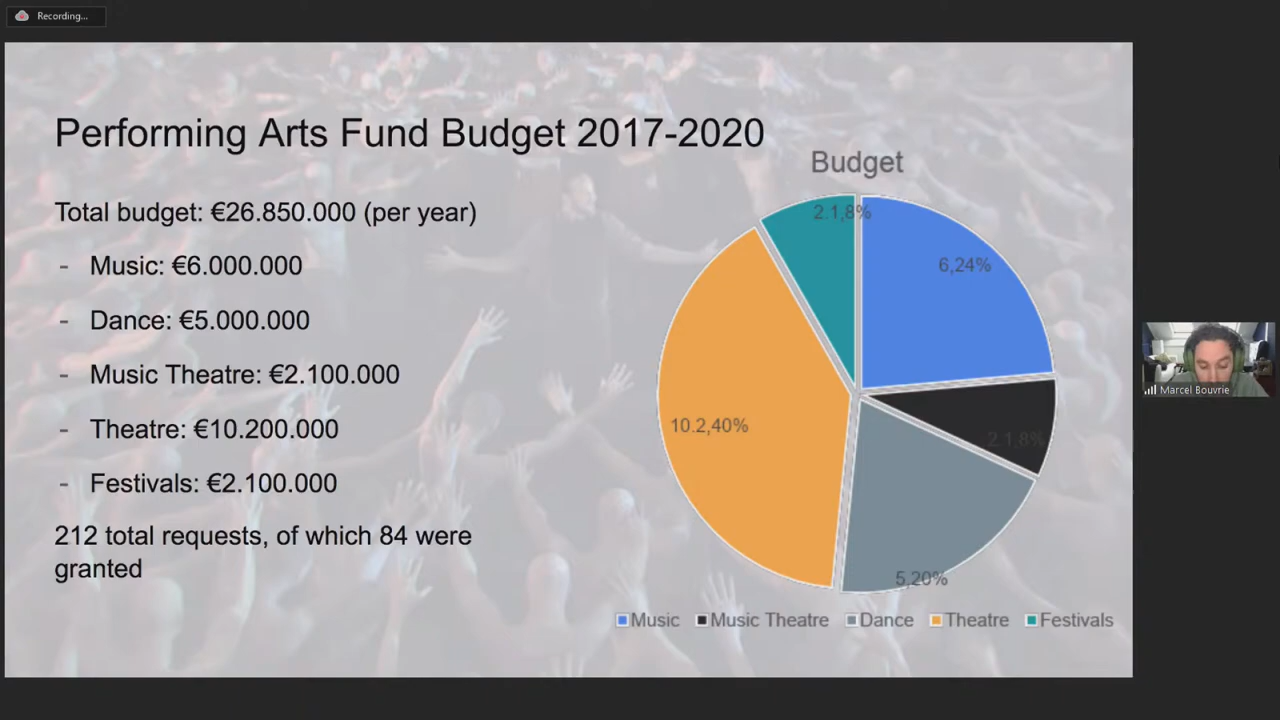 Recording...
Performing Arts Fund Budget 2017-2020
Total budget: €26.850.000 (per year)
- Music: €6.000.000
- Dance: €5.000.000
- Music Theatre: €2.100.000
- Theatre: €10.200.000
- Festivals: €2.100.000
212 total requests, of which 84 were
granted
Budget
2.1,8%
6,24%
10.2,40%
2.1,8%
5,20%
Music Music Theatre Dance Theatre Festivals
Marcel Bouvrie